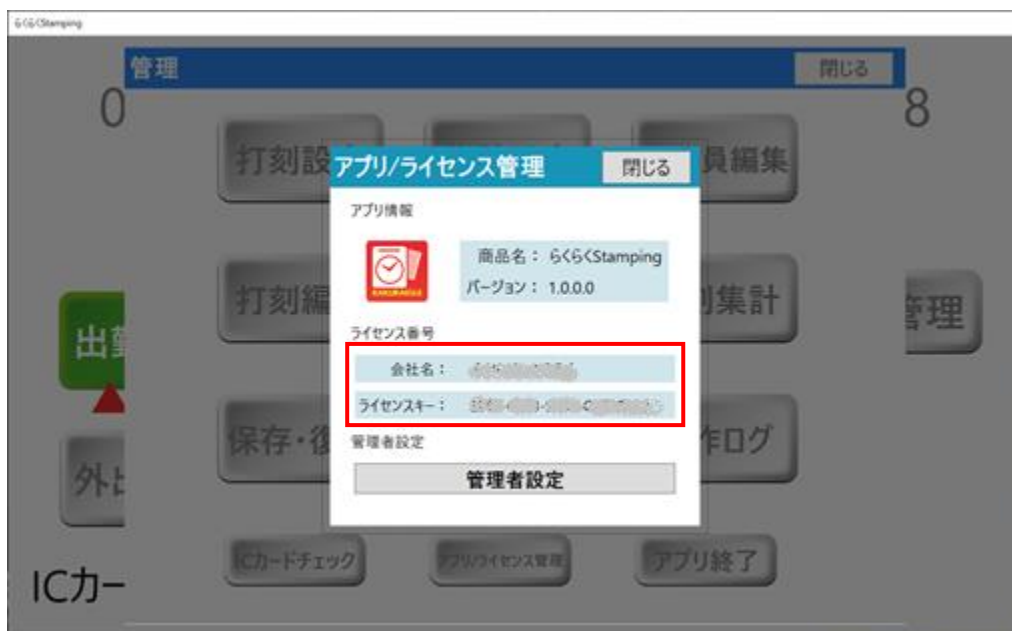 らくらくStamping
管理
閉じる
0
8
打刻設
員編集
アプリ/ライセンス管理
閉じる
アプリ情報
商品名： らくらくStamping
バージョン： 1.0.0.0
打刻編
集計
管理
出勤
ライセンス番号
会社名：
ライセンスキー：
管理者設定
管理者設定
保存・復
作ログ
外出
ICカードチェック
アプリ/ライセンス管理
アプリ終了
ICカー